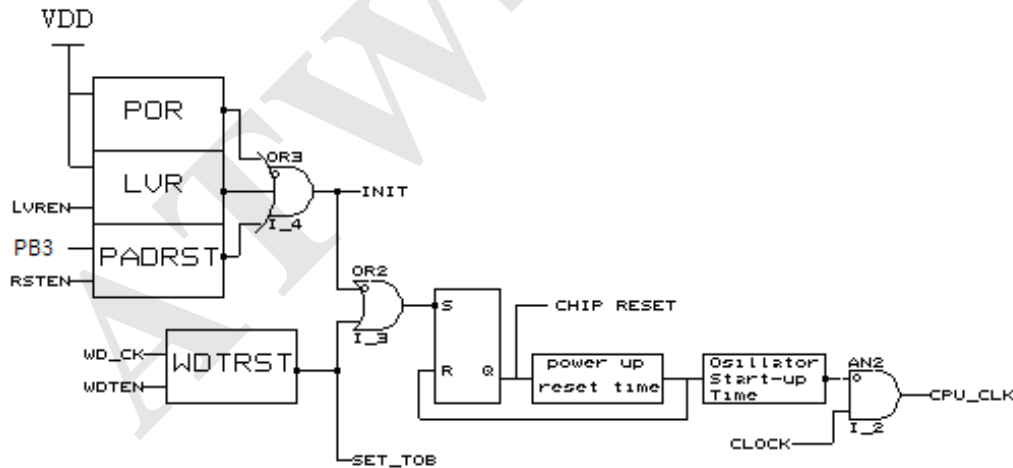 VDD
POR
OR3
LVR
INIT
LVREN
I_4
PB3
PADRST
RSTEN
OR2
S
CHIP RESET
I_3
WD_CK
WDTRST
WDTEN
R
Q
power up
reset time
Osillator
Start-up
Time
AN2
CPU_CLK
I_2
CLOCK
SET_TOB
ATW